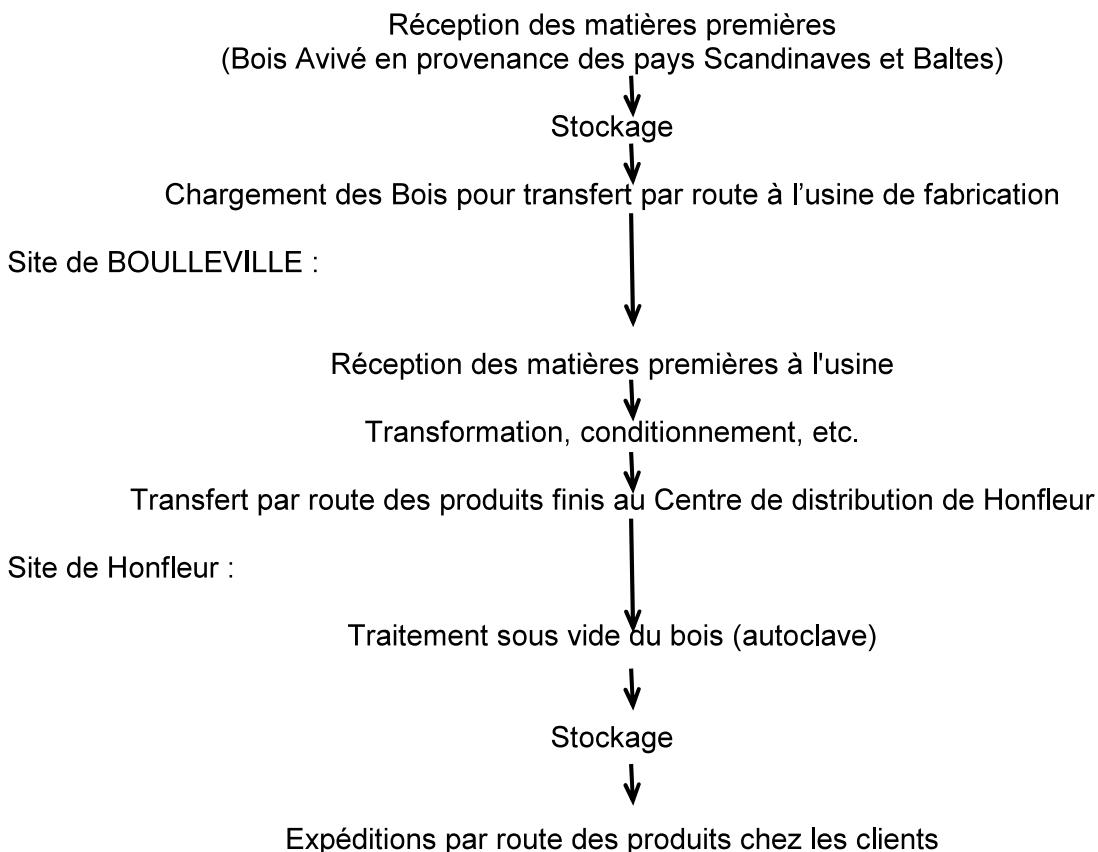 Réception des matières premières
(Bois Avivé en provenance des pays Scandinaves et Baltes)
Stockage
Chargement des Bois pour transfert par route à l'usine de fabrication
Site de BOULLEVILLE :
Réception des matières premières à l'usine
Transformation, conditionnement, etc.
Transfert par route des produits finis au Centre de distribution de Honfleur
Site de Honfleur :
Traitement sous vide du bois (autoclave)
Stockage
Expéditions par route des produits chez les clients